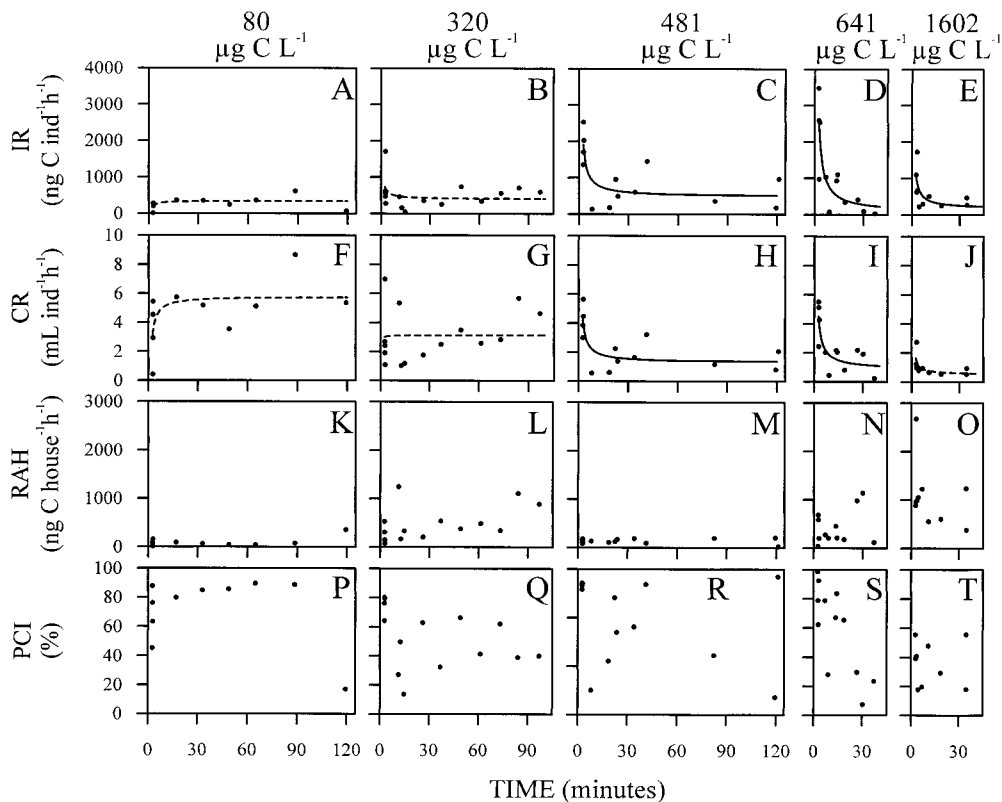 80 320 481 641 1602
µg C L⁻¹ µg C L⁻¹ µg C L⁻¹ µg C L⁻¹ µg C L⁻¹
IR
(ng C ind⁻¹h⁻¹)
4000
3000
2000
1000
0
A B C D E
CR
(mL ind⁻¹h⁻¹)
10
8
6
4
2
0
F G H I J
RAH
(ng C house⁻¹h⁻¹)
3000
2000
1000
0
K L M N O
PCI
(%)
100
80
60
40
20
0
P Q R S T
0 30 60 90 120 0 30 60 90 0 30 60 90 120 0 30 0 30
TIME (minutes)